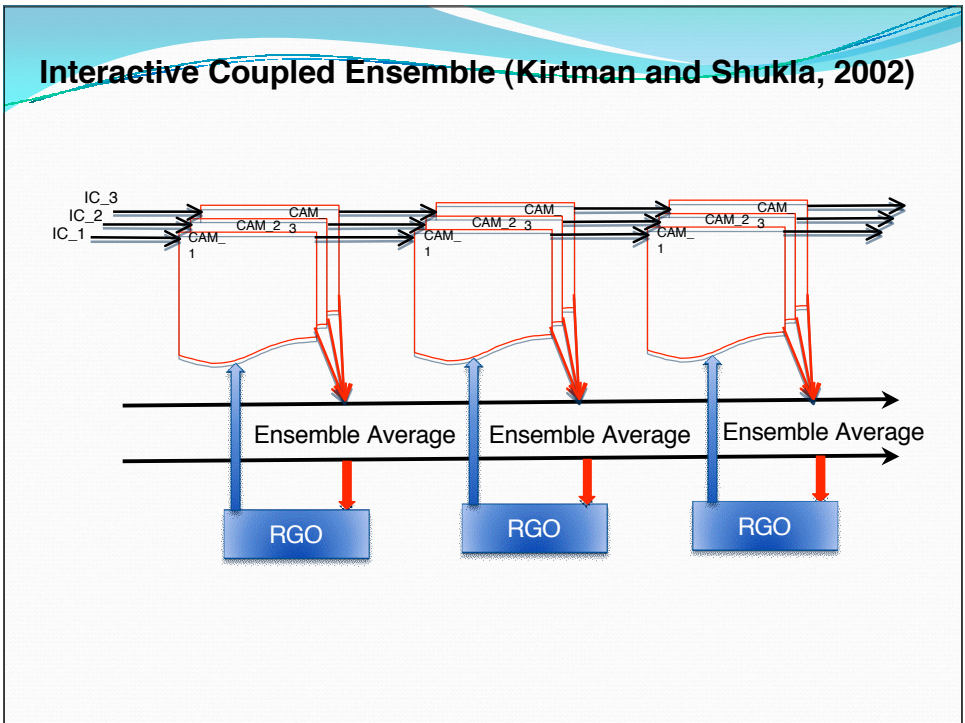 Interactive Coupled Ensemble (Kirtman and Shukla, 2002)
IC_3
IC_2
IC_1
CAM_
3
CAM_2
CAM_
1
CAM_
3
CAM_2
CAM_
1
CAM_
3
CAM_2
CAM_
1
Ensemble Average
Ensemble Average
Ensemble Average
RGO
RGO
RGO